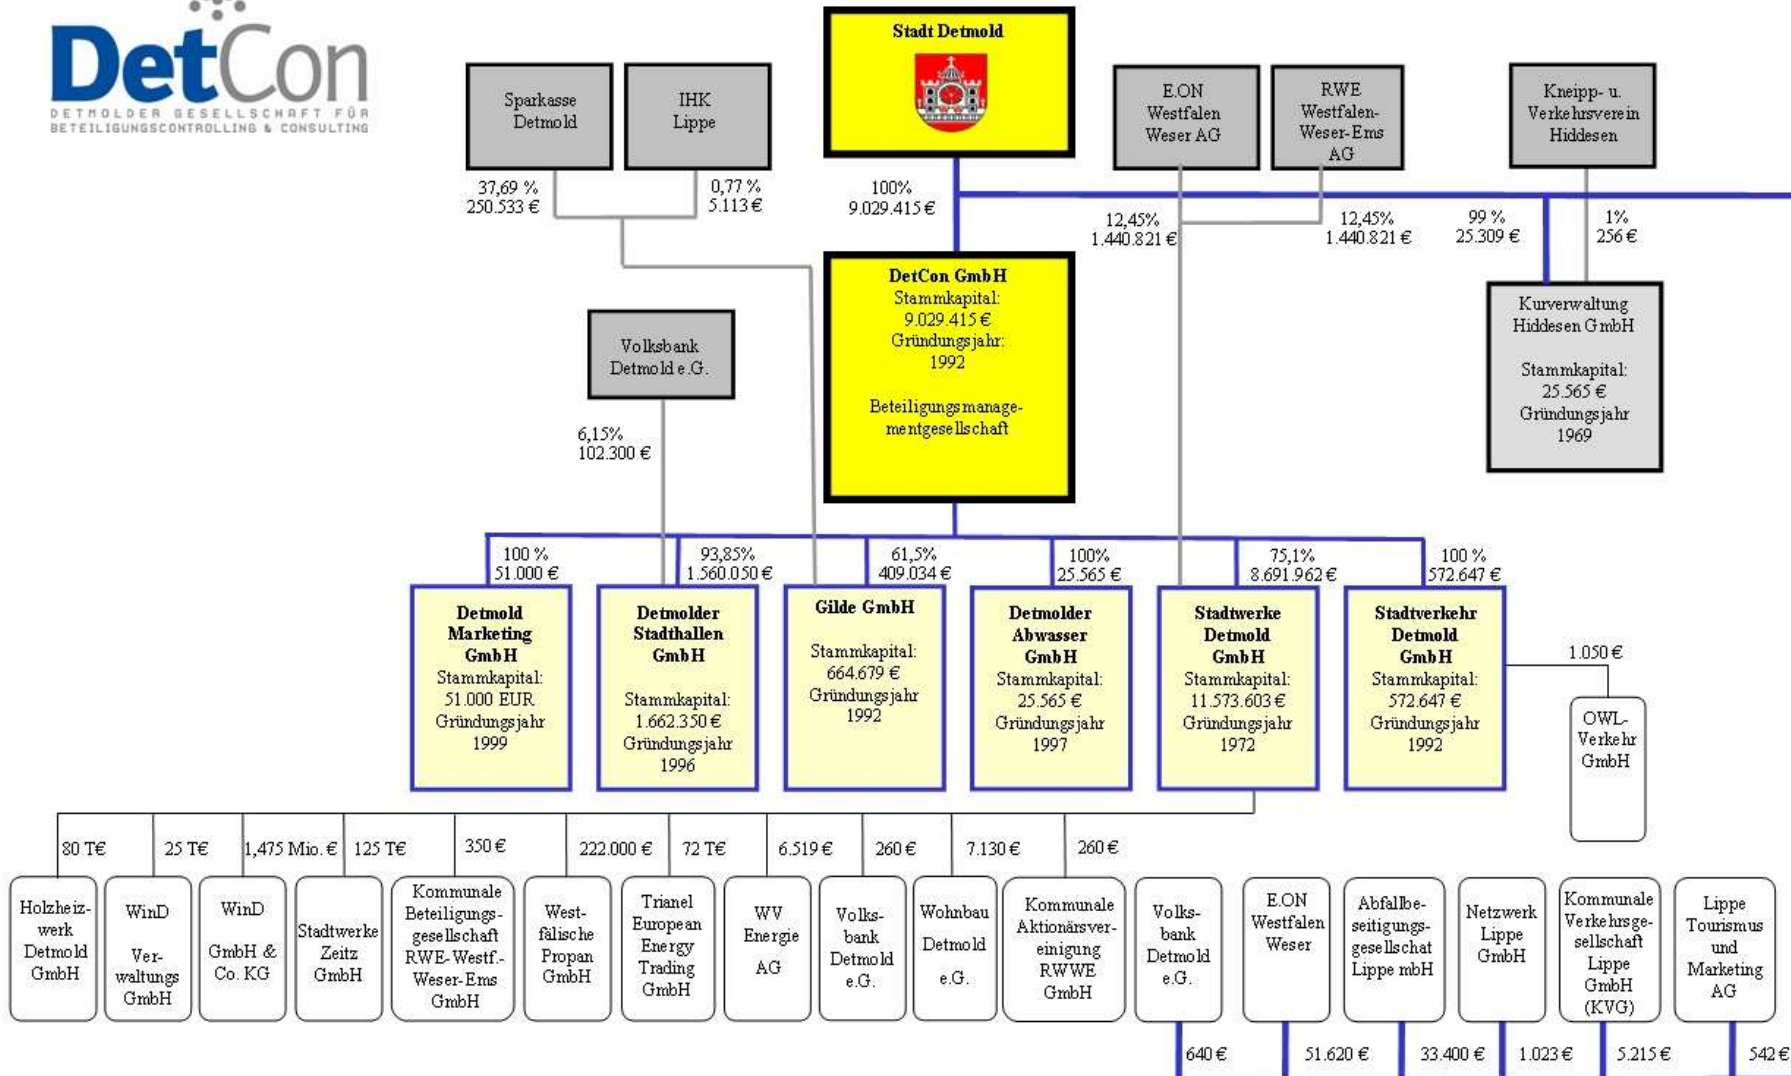 DetCon
DETMOLDER GESELLSCHAFT FÜR
BETEILIGUNGSCONTROLLING & CONSULTING
Stadt Detmold
Sparkasse
Detmold
IHK
Lippe
E.ON
Westfalen
Weser AG
RWE
Westfalen-
Weser-Ems
AG
Kneipp- u.
Verkehrsverein
Hiddesen
37,69 %
250.533 €
0,77 %
5.113 €
100%
9.029.415 €
12,45%
1.440.821 €
12,45%
1.440.821 €
99 %
25.309 €
1%
256 €
DetCon GmbH
Stammkapital:
9.029.415 €
Gründungsjahr:
1992
Beteiligungsmanage-
mentgesellschaft
Kurverwaltung
Hiddesen GmbH
Stammkapital:
25.565 €
Gründungsjahr
1969
Volksbank
Detmold e.G.
6,15%
102.300 €
100 %
51.000 €
93,85%
1.560.050 €
61,5%
409.034 €
100%
25.565 €
75,1%
8.691.962 €
100 %
572.647 €
Detmold
Marketing
GmbH
Stammkapital:
51.000 EUR
Gründungsjahr
1999
Detmolder
Stadthallen
GmbH
Stammkapital:
1.662.350 €
Gründungsjahr
1996
Gilde GmbH
Stammkapital:
664.679 €
Gründungsjahr
1992
Detmolder
Abwasser
GmbH
Stammkapital:
25.565 €
Gründungsjahr
1997
Stadtwerke
Detmold
GmbH
Stammkapital:
11.573.603 €
Gründungsjahr
1972
Stadtverkehr
Detmold
GmbH
Stammkapital:
572.647 €
Gründungsjahr
1992
1.050 €
OWL-
Verkehr
GmbH
80 T€
25 T€
1,475 Mio. €
125 T€
350 €
222.000 €
72 T€
6.519 €
260 €
7.130 €
260 €
Holzheiz-
werk
Detmold
GmbH
WinD
Ver-
waltungs
GmbH
WinD
GmbH &
Co. KG
Stadtwerke
Zeitz
GmbH
Kommunale
Beteiligungs-
gesellschaft
RWE-Westf.-
Weser-Ems
GmbH
West-
fälische
Propan
GmbH
Trianel
European
Energy
Trading
GmbH
WV
Energie
AG
Volks-
bank
Detmold
e.G.
Wohnbau
Detmold
e.G.
Kommunale
Aktionärsver-
einigung
RWWE
GmbH
Volks-
bank
Detmold
e.G.
E.ON
Westfalen
Weser
Abfallbe-
seitigungs-
gesellschat
Lippe mbH
Netzwerk
Lippe
GmbH
Kommunale
Verkehrsge-
sellschaft
Lippe
GmbH
(KVG)
Lippe
Tourismus
und
Marketing
AG
640 €
51.620 €
33.400 €
1.023 €
5.215 €
542 €